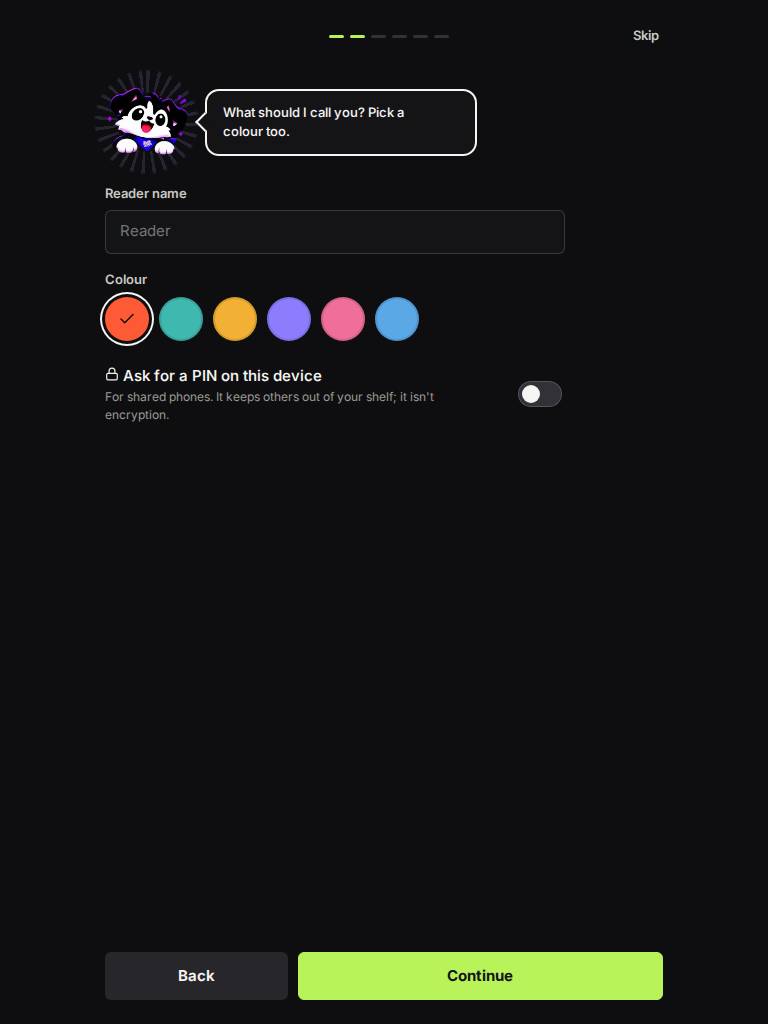 Skip
What should I call you? Pick a
colour too.
Reader name
Reader
Colour
Ask for a PIN on this device
For shared phones. It keeps others out of your shelf; it isn't
encryption.
Back
Continue